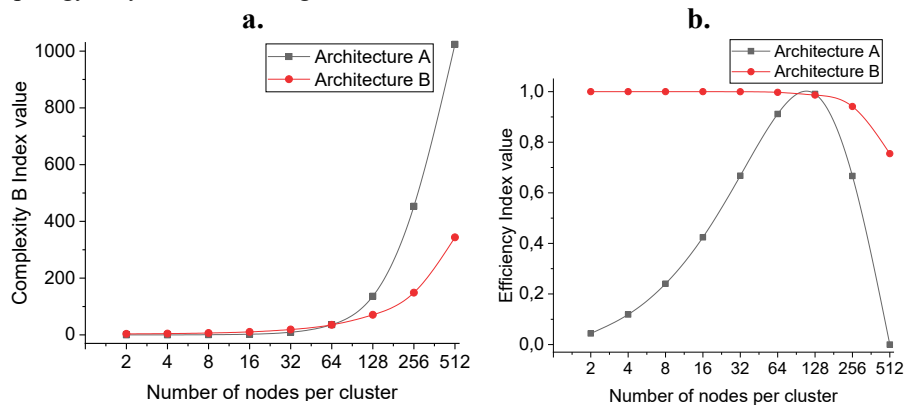 a.
Architecture A
Architecture B
1000
800
600
400
200
0
Complexity B Index value
2 4 8 16 32 64 128 256 512
Number of nodes per cluster
b.
Architecture A
Architecture B
1,0
0,8
0,6
0,4
0,2
0,0
Efficiency Index value
2 4 8 16 32 64 128 256 512
Number of nodes per cluster